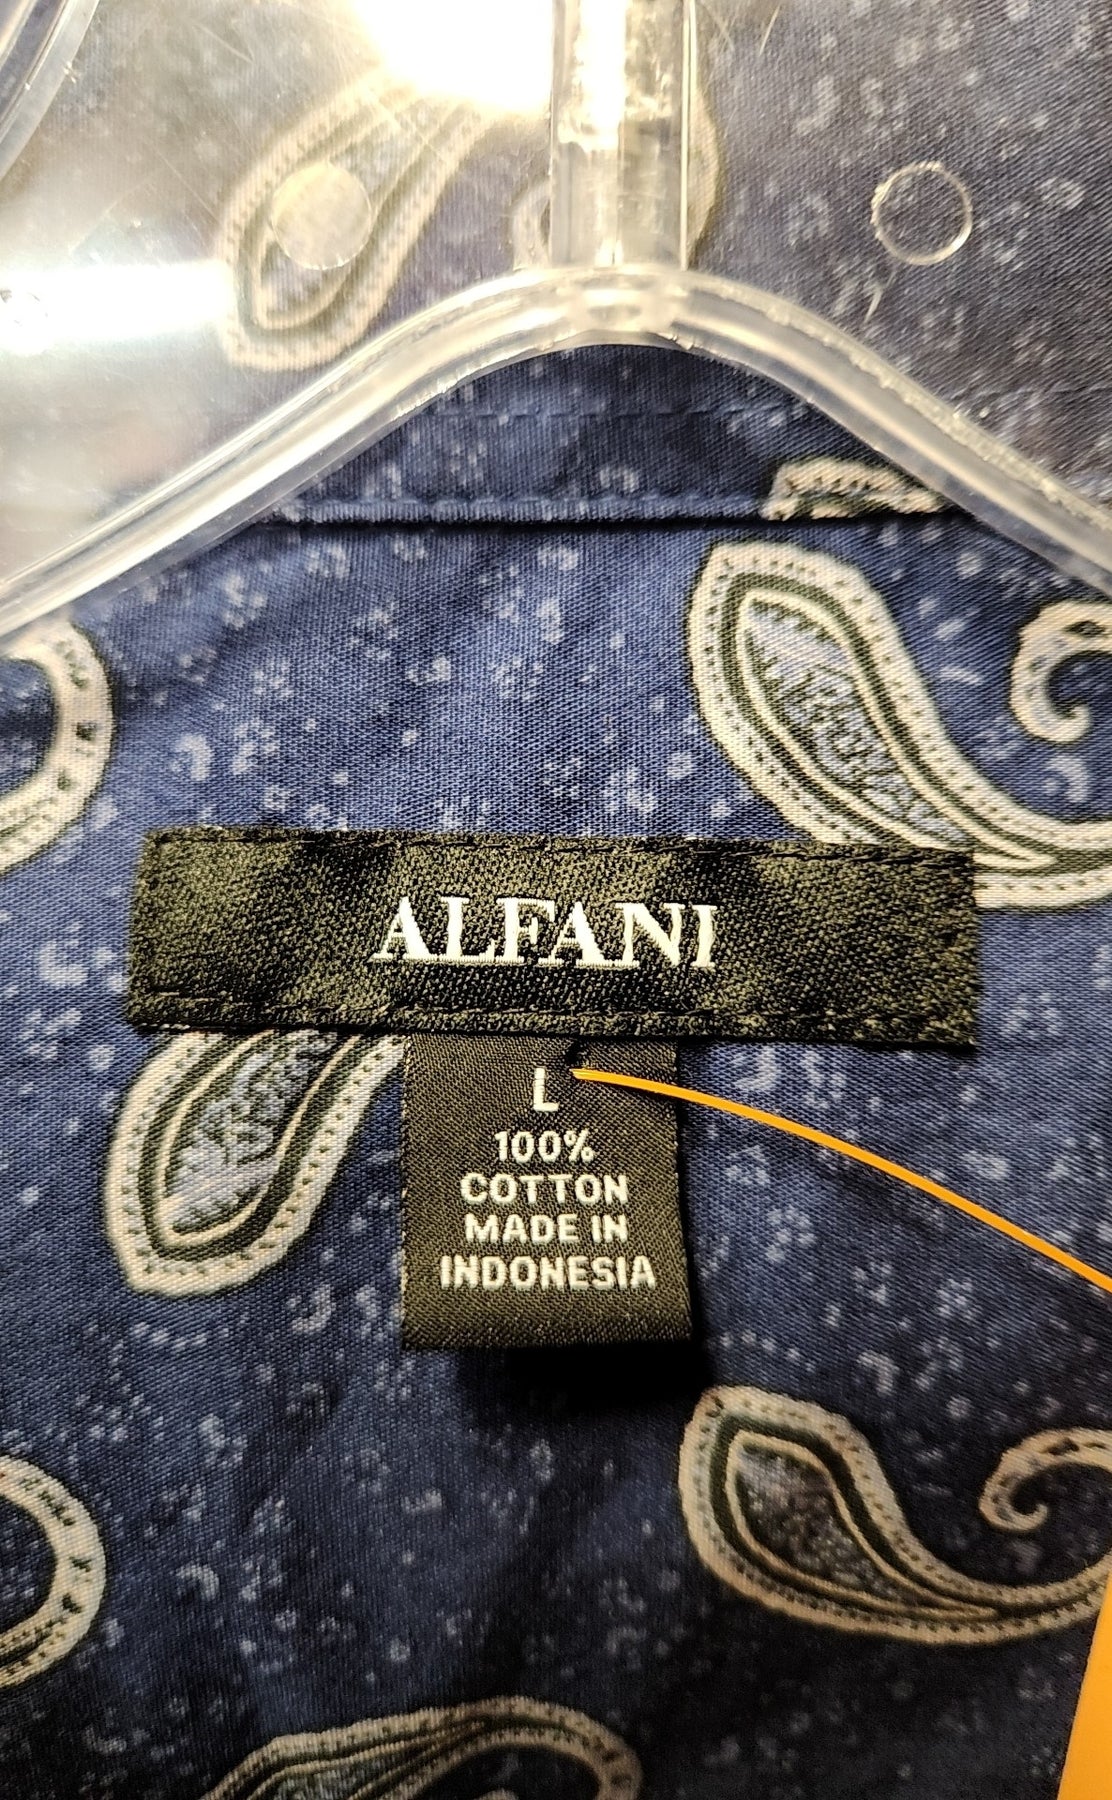 ALFANI
L
100%
COTTON
MADE IN
INDONESIA